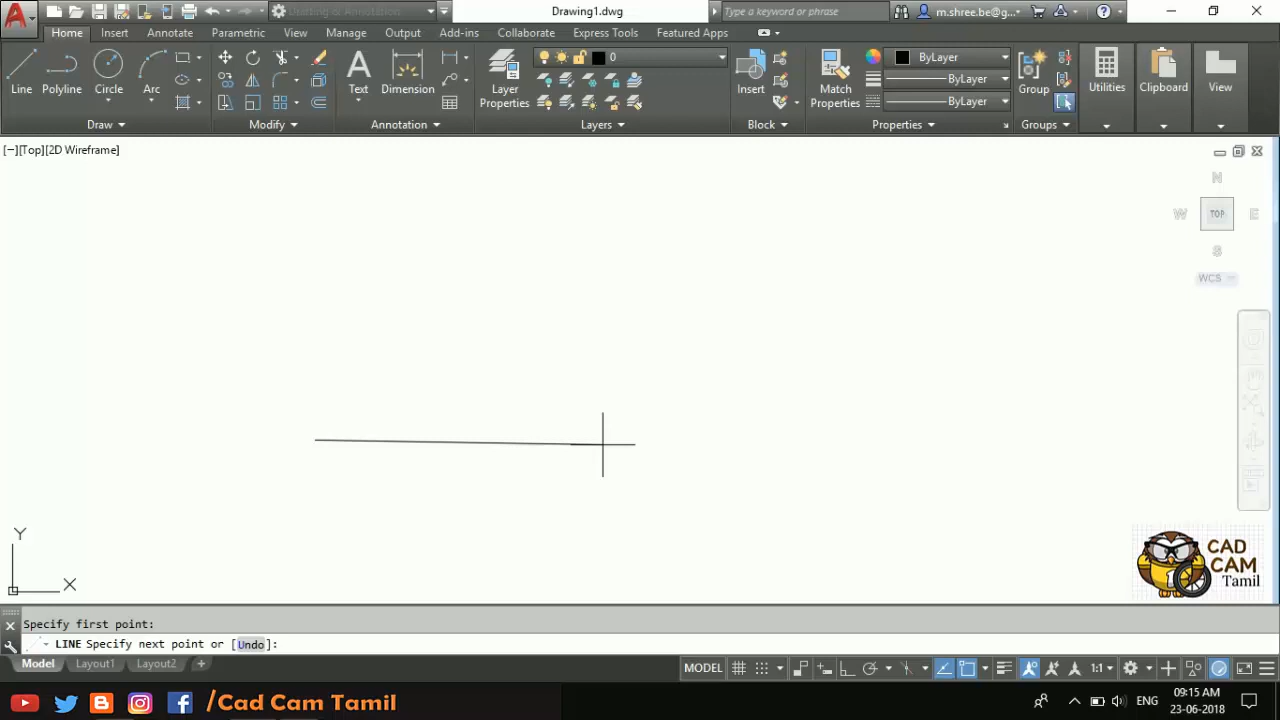 Drafting & Annotation
Drawing1.dwg
Type a keyword or phrase
m.shree.be@g...
Home Insert Annotate Parametric View Manage Output Add-ins Collaborate Express Tools Featured Apps
Line Polyline Circle Arc
A Text Dimension
Layer Properties
0
Insert
Match Properties
ByLayer
ByLayer
ByLayer
Group Utilities Clipboard View
Draw Modify Annotation Layers Block Properties Groups
[−][Top][2D Wireframe]
N
W TOP E
S
WCS
Y
X
CAD
CAM
Tamil
Specify first point:
LINE Specify next point or [Undo]:
Model Layout1 Layout2 +
MODEL 1:1
/Cad Cam Tamil
ENG
09:15 AM
23-06-2018